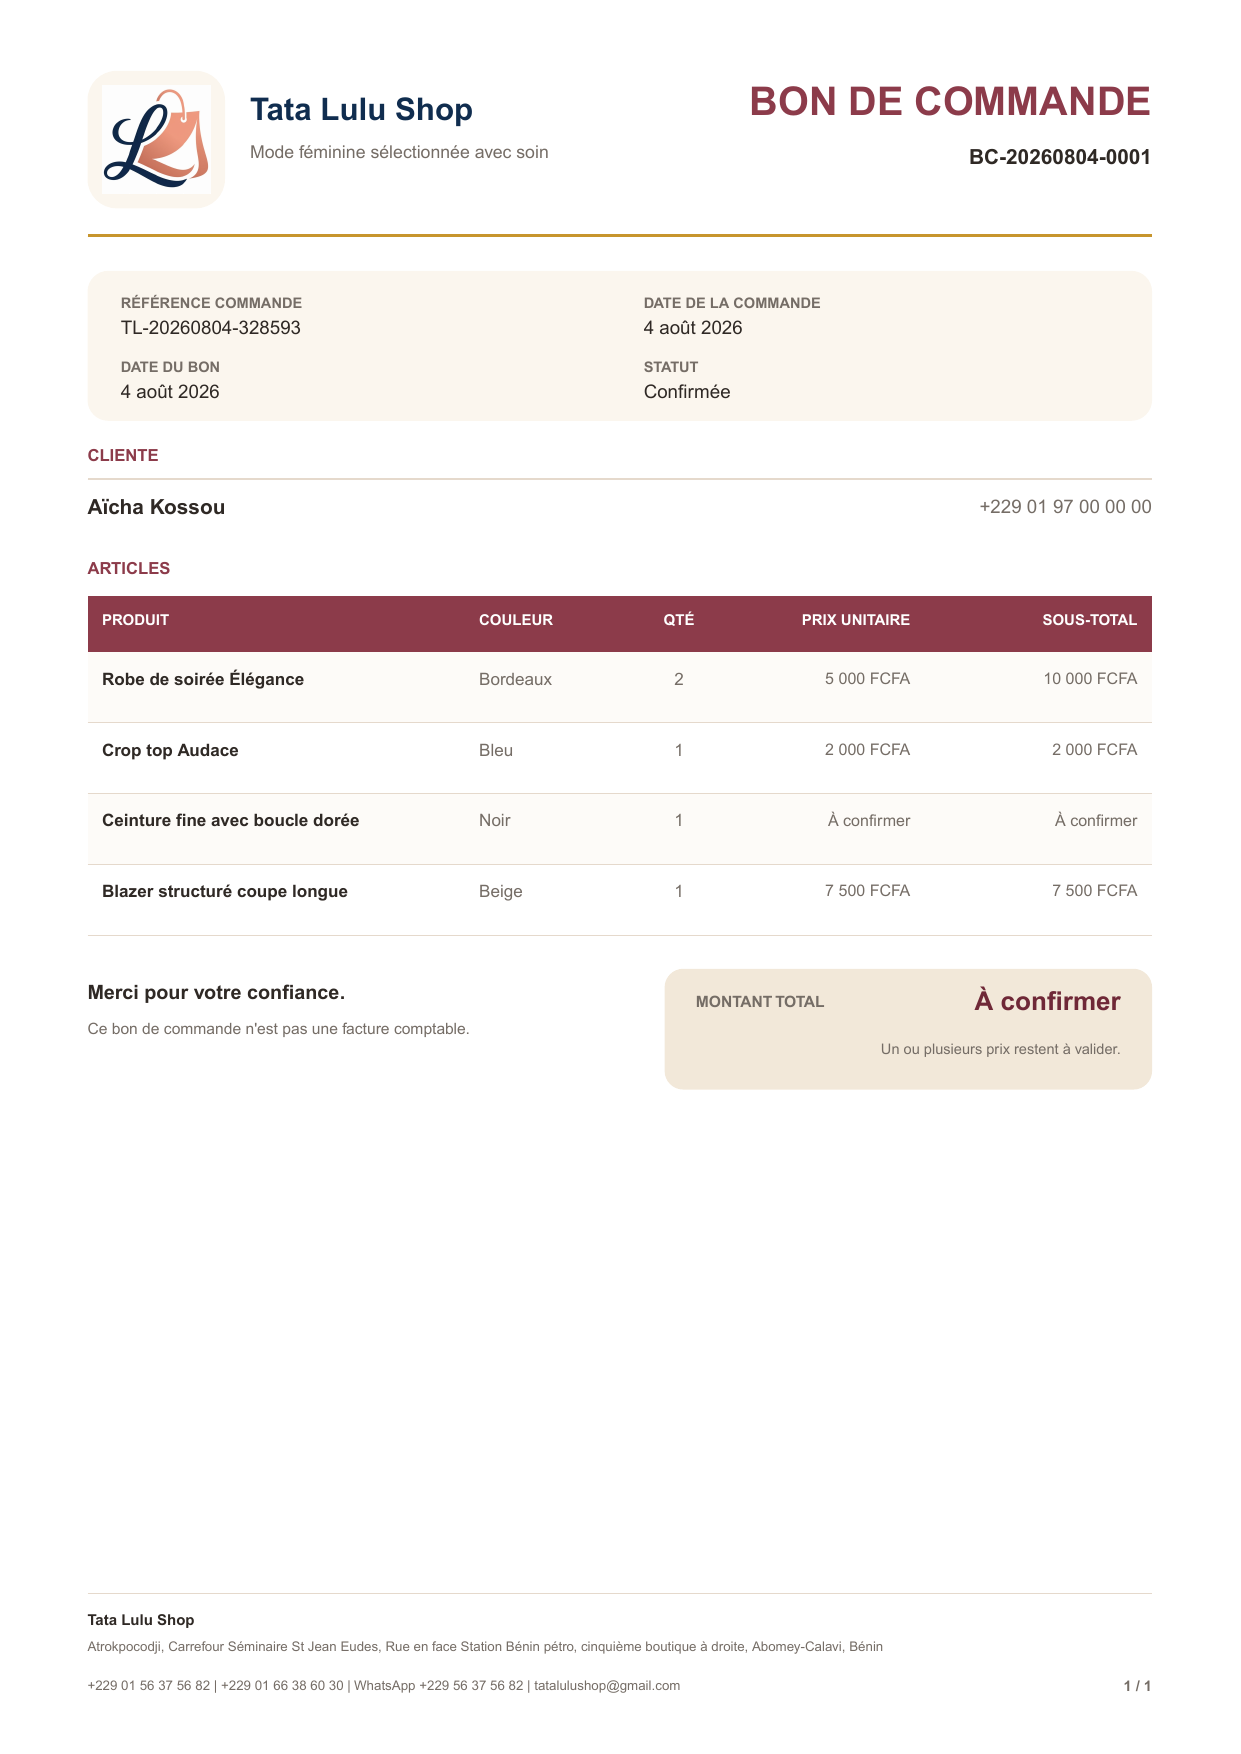 Tata Lulu Shop
Mode féminine sélectionnée avec soin
BON DE COMMANDE
BC-20260804-0001
RÉFÉRENCE COMMANDE
TL-20260804-328593
DATE DE LA COMMANDE
4 août 2026
DATE DU BON
4 août 2026
STATUT
Confirmée
CLIENTE
Aïcha Kossou +229 01 97 00 00 00
ARTICLES
PRODUIT COULEUR QTÉ PRIX UNITAIRE SOUS-TOTAL
Robe de soirée Élégance Bordeaux 2 5 000 FCFA 10 000 FCFA
Crop top Audace Bleu 1 2 000 FCFA 2 000 FCFA
Ceinture fine avec boucle dorée Noir 1 À confirmer À confirmer
Blazer structuré coupe longue Beige 1 7 500 FCFA 7 500 FCFA
Merci pour votre confiance.
Ce bon de commande n'est pas une facture comptable.
MONTANT TOTAL À confirmer
Un ou plusieurs prix restent à valider.
Tata Lulu Shop
Atrokpocodji, Carrefour Séminaire St Jean Eudes, Rue en face Station Bénin pétro, cinquième boutique à droite, Abomey-Calavi, Bénin
+229 01 56 37 56 82 | +229 01 66 38 60 30 | WhatsApp +229 56 37 56 82 | tatalulushop@gmail.com
1 / 1